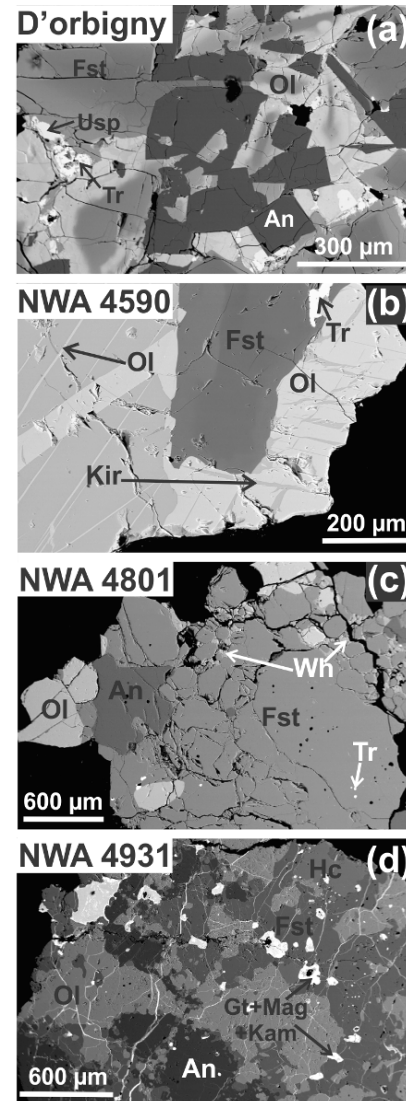 D'orbigny (a)
Fst
Ol
Usp
Tr
An
300 µm
NWA 4590 (b)
Ol
Fst
Tr
Ol
Kir
200 µm
NWA 4801 (c)
Wh
An
Ol
Fst
Tr
600 µm
NWA 4931 (d)
Hc
Fst
Ol
Gt+Mag
+Kam
An
600 µm